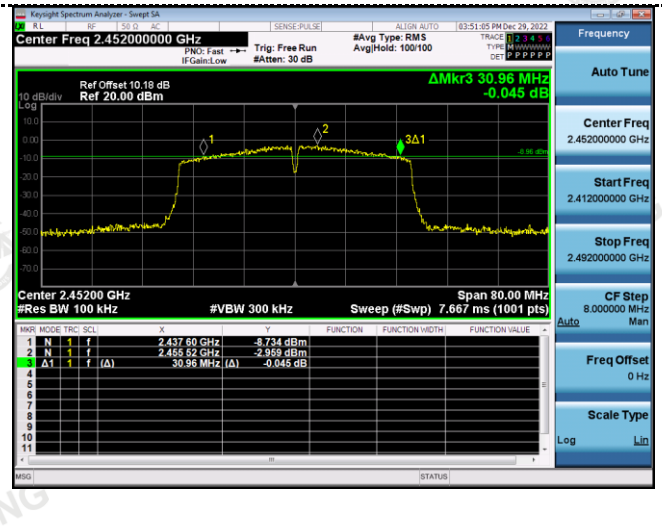 Keysight Spectrum Analyzer - Swept SA
RL RF 50 Ω AC SENSE:PULSE ALIGN AUTO 03:51:05 PM Dec 29, 2022
Center Freq 2.452000000 GHz
PNO: Fast
IFGain:Low
Trig: Free Run
#Atten: 30 dB
#Avg Type: RMS
Avg|Hold: 100/100
TRACE 1 2 3 4 5 6
TYPE M WWWWW
DET P P P P P P
Frequency
Auto Tune
Center Freq
2.452000000 GHz
Start Freq
2.412000000 GHz
Stop Freq
2.492000000 GHz
CF Step
8.000000 MHz
Auto Man
Freq Offset
0 Hz
Scale Type
Log Lin
ΔMkr3 30.96 MHz
-0.045 dB
Ref Offset 10.18 dB
10 dB/div Ref 20.00 dBm
Log
10.0
0.00
-10.0
-20.0
-30.0
-40.0
-50.0
-60.0
-70.0
1
2
3Δ1
-8.96 dBm
Center 2.45200 GHz Span 80.00 MHz
#Res BW 100 kHz #VBW 300 kHz Sweep (#Swp) 7.667 ms (1001 pts)
MKR MODE TRC SCL X Y FUNCTION FUNCTION WIDTH FUNCTION VALUE
1 N 1 f 2.437 60 GHz -8.734 dBm
2 N 1 f 2.455 52 GHz -2.959 dBm
3 Δ1 1 f (Δ) 30.96 MHz (Δ) -0.045 dB
4
5
6
7
8
9
10
11
MSG STATUS